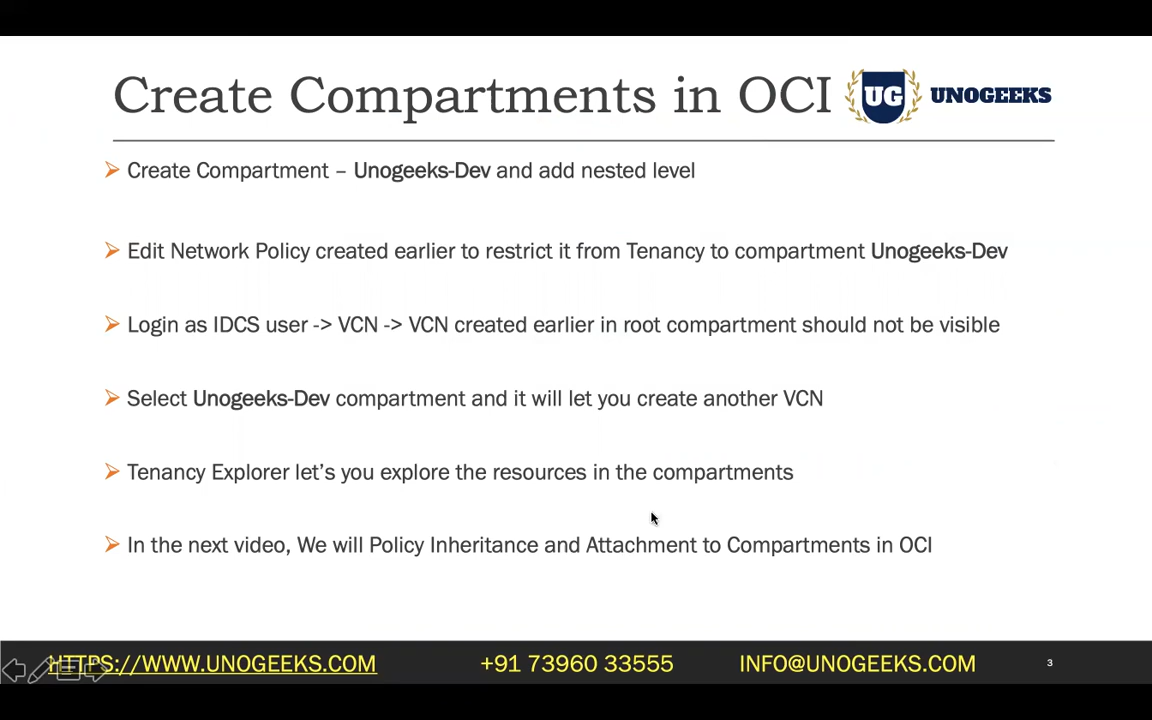 Create Compartments in OCI
UG UNOGEEKS
Create Compartment – Unogeeks-Dev and add nested level
Edit Network Policy created earlier to restrict it from Tenancy to compartment Unogeeks-Dev
Login as IDCS user -> VCN -> VCN created earlier in root compartment should not be visible
Select Unogeeks-Dev compartment and it will let you create another VCN
Tenancy Explorer let’s you explore the resources in the compartments
In the next video, We will Policy Inheritance and Attachment to Compartments in OCI
HTTPS://WWW.UNOGEEKS.COM +91 73960 33555 INFO@UNOGEEKS.COM 3